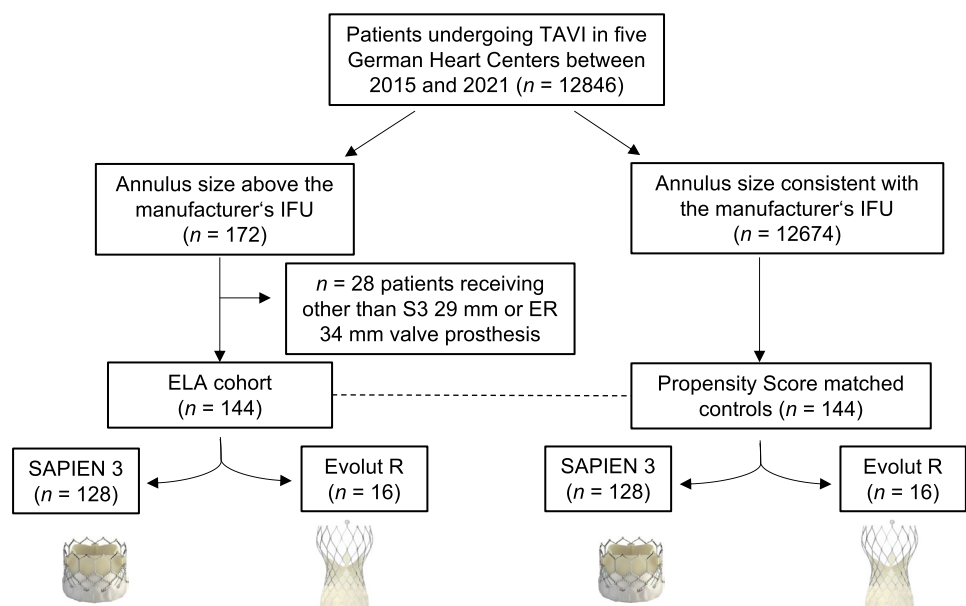 Patients undergoing TAVI in five
German Heart Centers between
2015 and 2021 (n = 12846)
Annulus size above the
manufacturer‘s IFU
(n = 172)
Annulus size consistent with
the manufacturer‘s IFU
(n = 12674)
n = 28 patients receiving
other than S3 29 mm or ER
34 mm valve prosthesis
ELA cohort
(n = 144)
Propensity Score matched
controls (n = 144)
SAPIEN 3
(n = 128)
Evolut R
(n = 16)
SAPIEN 3
(n = 128)
Evolut R
(n = 16)